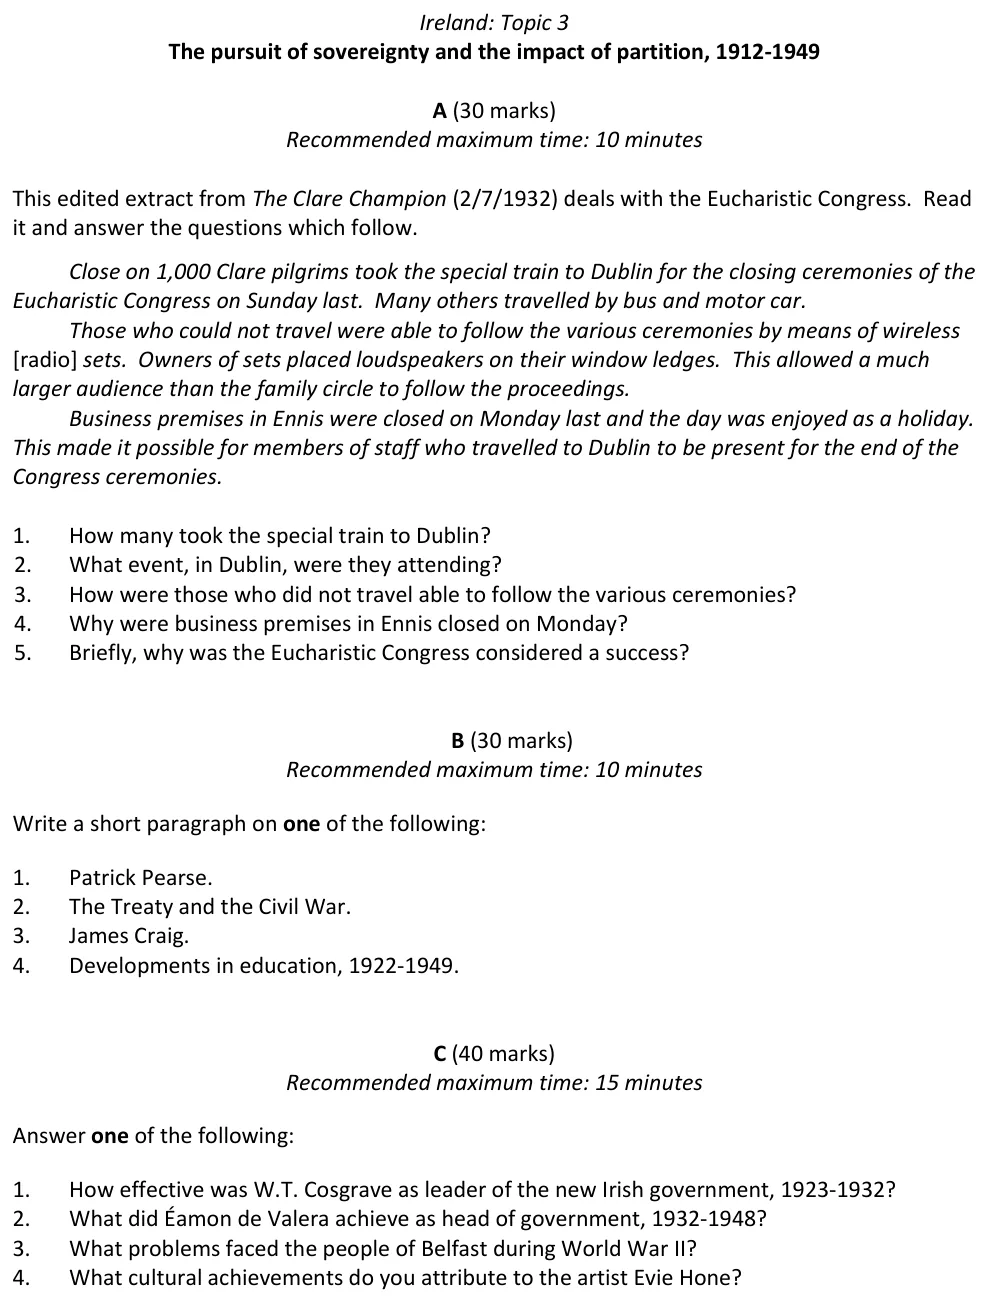 Ireland: Topic 3
The pursuit of sovereignty and the impact of partition, 1912-1949
A (30 marks)
Recommended maximum time: 10 minutes
This edited extract from The Clare Champion (2/7/1932) deals with the Eucharistic Congress. Read
it and answer the questions which follow.
Close on 1,000 Clare pilgrims took the special train to Dublin for the closing ceremonies of the
Eucharistic Congress on Sunday last. Many others travelled by bus and motor car.
Those who could not travel were able to follow the various ceremonies by means of wireless
[radio] sets. Owners of sets placed loudspeakers on their window ledges. This allowed a much
larger audience than the family circle to follow the proceedings.
Business premises in Ennis were closed on Monday last and the day was enjoyed as a holiday.
This made it possible for members of staff who travelled to Dublin to be present for the end of the
Congress ceremonies.
1. How many took the special train to Dublin?
2. What event, in Dublin, were they attending?
3. How were those who did not travel able to follow the various ceremonies?
4. Why were business premises in Ennis closed on Monday?
5. Briefly, why was the Eucharistic Congress considered a success?
B (30 marks)
Recommended maximum time: 10 minutes
Write a short paragraph on one of the following:
1. Patrick Pearse.
2. The Treaty and the Civil War.
3. James Craig.
4. Developments in education, 1922-1949.
C (40 marks)
Recommended maximum time: 15 minutes
Answer one of the following:
1. How effective was W.T. Cosgrave as leader of the new Irish government, 1923-1932?
2. What did Éamon de Valera achieve as head of government, 1932-1948?
3. What problems faced the people of Belfast during World War II?
4. What cultural achievements do you attribute to the artist Evie Hone?